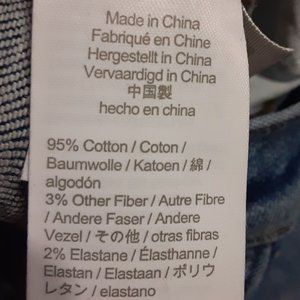 Made in China
Fabriqué en Chine
Hergestellt in China
Vervaardigd in China
中国製
hecho en china
95% Cotton / Coton /
Baumwolle / Katoen / 綿 /
algodón
3% Other Fiber / Autre Fibre
/ Andere Faser / Andere
Vezel / その他 / otras fibras
2% Elastane / Élasthanne /
Elastan / Elastaan / ポリウ
レタン / elastano